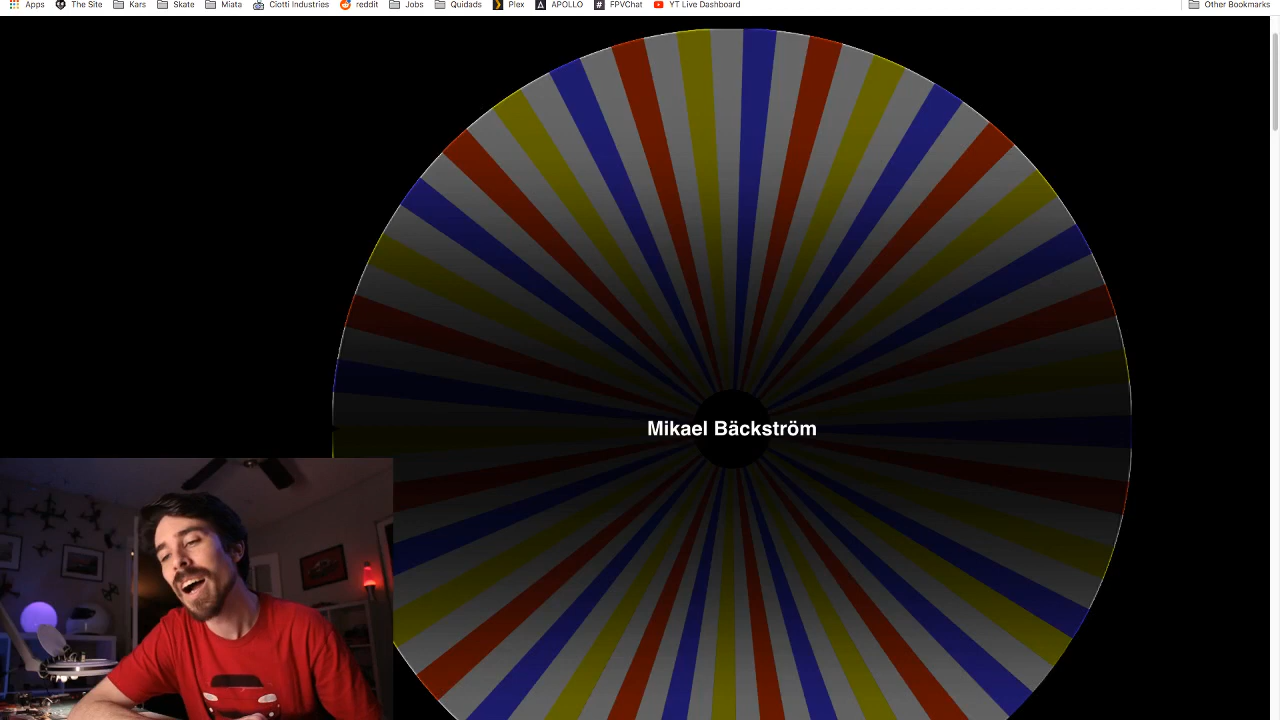 Apps The Site Kars Skate Miata Ciotti Industries reddit Jobs Quidads Plex APOLLO FPVChat YT Live Dashboard Other Bookmarks
Mikael Bäckström